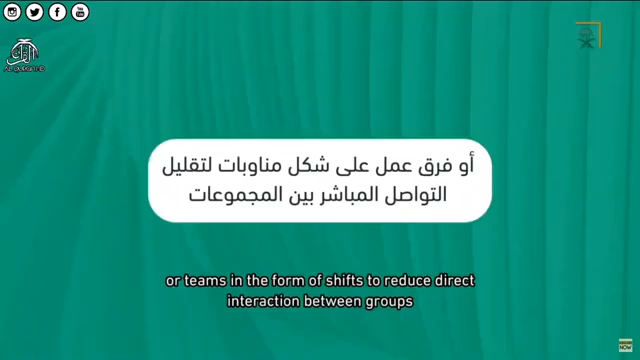 أو فرق عمل على شكل مناوبات لتقليل
التواصل المباشر بين المجموعات
or teams in the form of shifts to reduce direct
interaction between groups
NOW